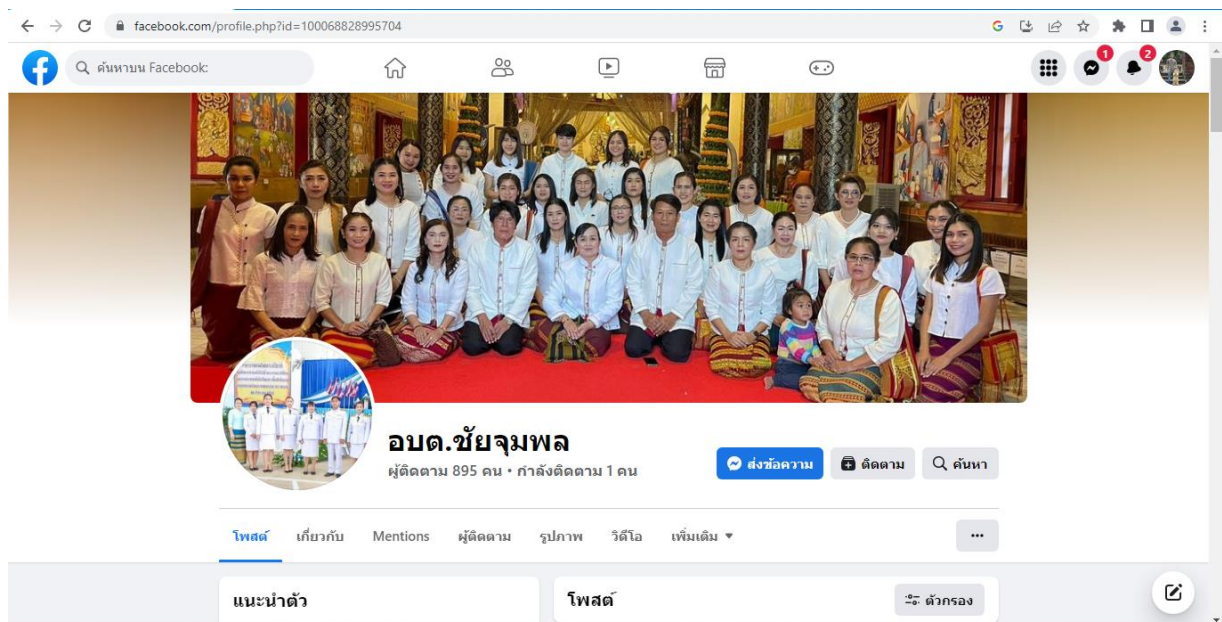 facebook.com/profile.php?id=100068828995704
ค้นหาบน Facebook:
1
2
อบต.ชัยจุมพล
ผู้ติดตาม 895 คน • กำลังติดตาม 1 คน
ส่งข้อความ
ติดตาม
ค้นหา
โพสต์ เกี่ยวกับ Mentions ผู้ติดตาม รูปภาพ วิดีโอ เพิ่มเติม
แนะนำตัว
โพสต์
ตัวกรอง